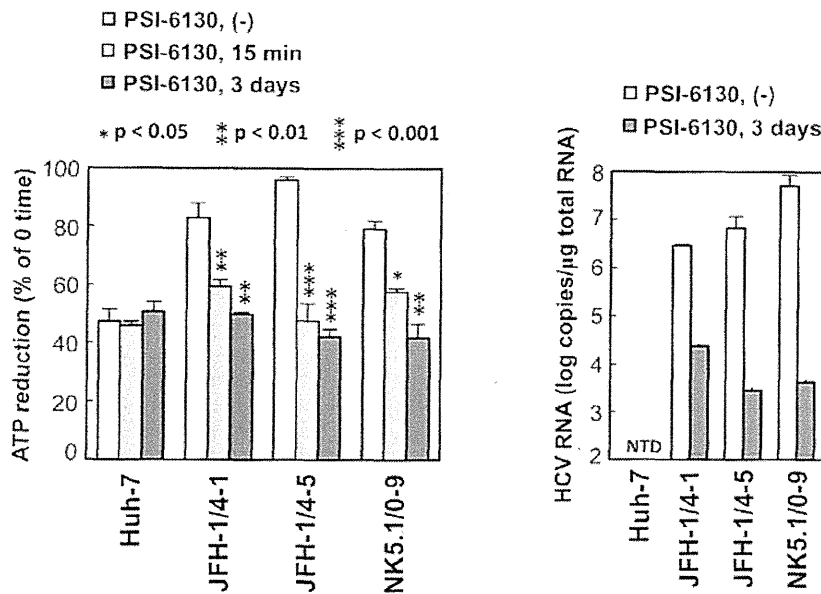 PSI-6130, (-)
PSI-6130, 15 min
PSI-6130, 3 days
* p < 0.05
** p < 0.01
*** p < 0.001
ATP reduction (% of 0 time)
100
80
60
40
20
0
**
**
***
***
*
**
Huh-7
JFH-1/4-1
JFH-1/4-5
NK5.1/0-9
PSI-6130, (-)
PSI-6130, 3 days
HCV RNA (log copies/μg total RNA)
8
7
6
5
4
3
2
NTD
Huh-7
JFH-1/4-1
JFH-1/4-5
NK5.1/0-9